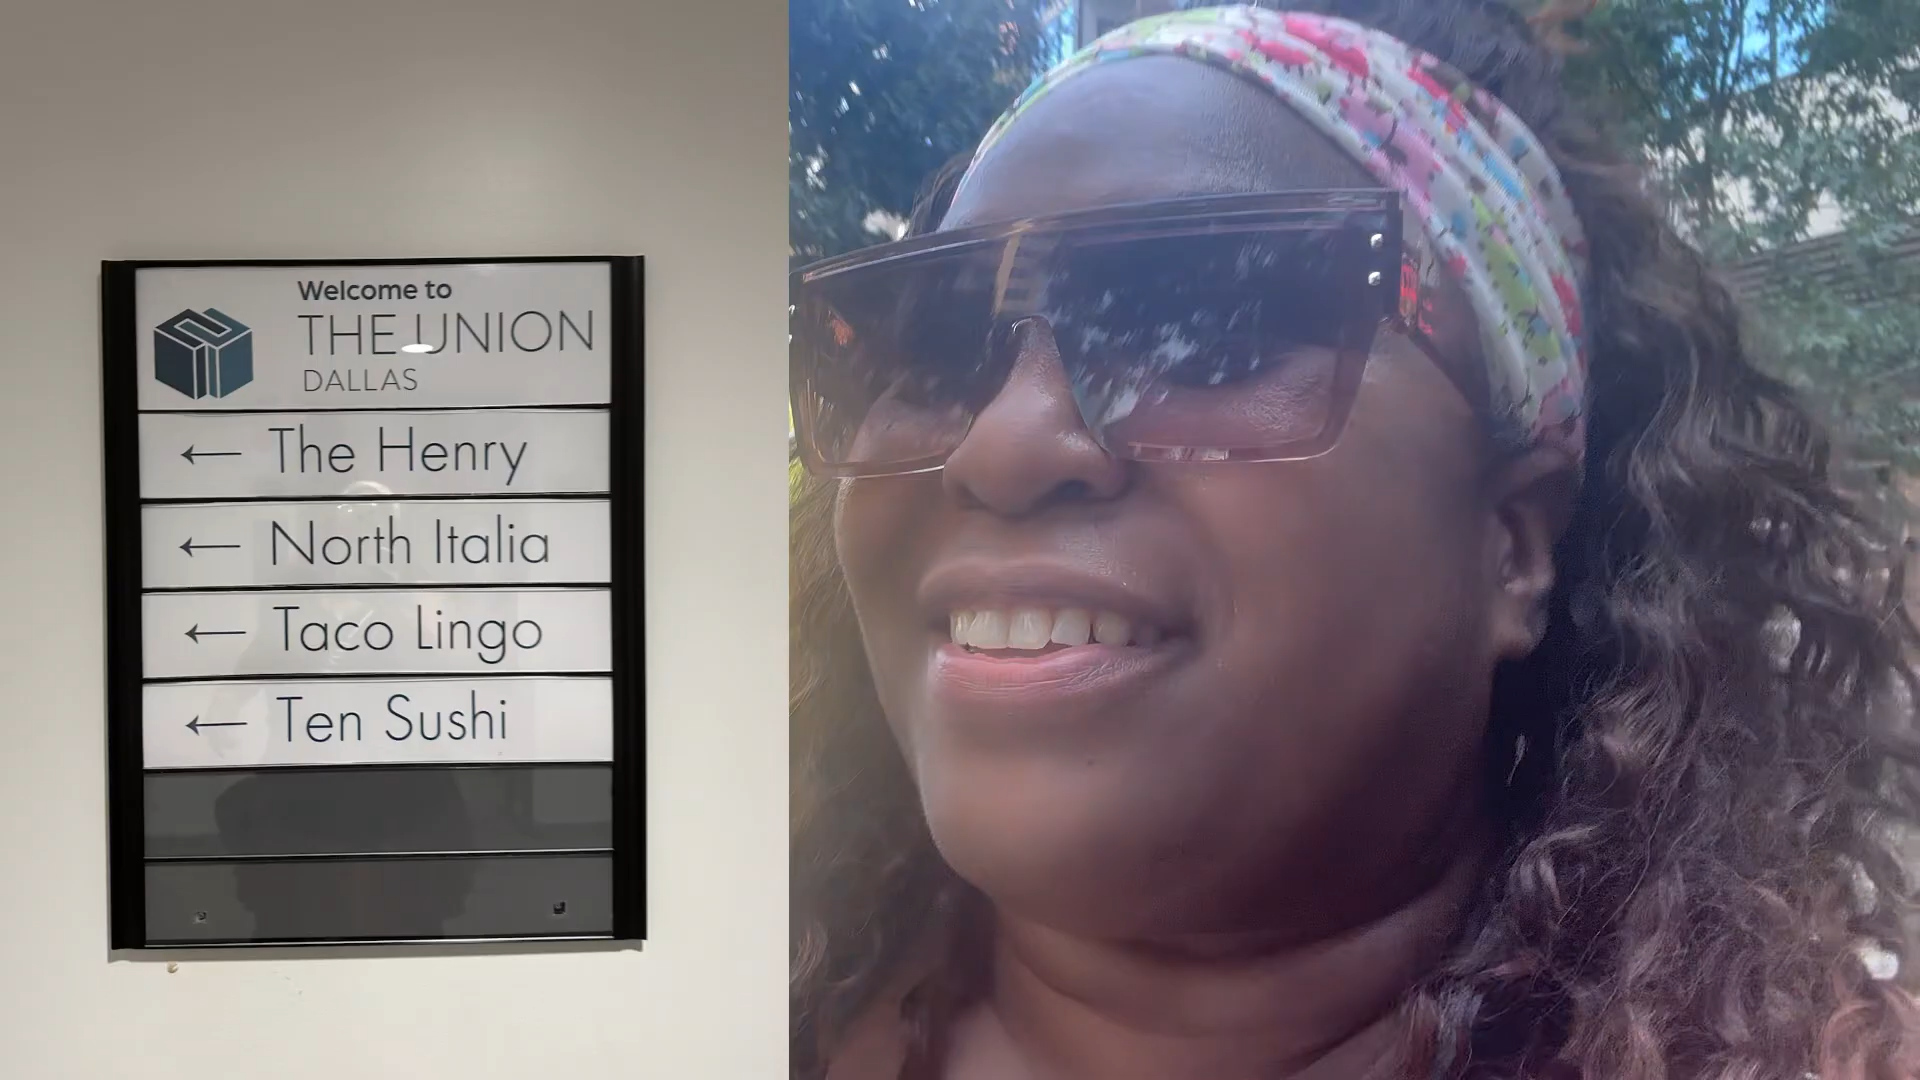 Welcome to
THE UNION
DALLAS
← The Henry
← North Italia
← Taco Lingo
← Ten Sushi